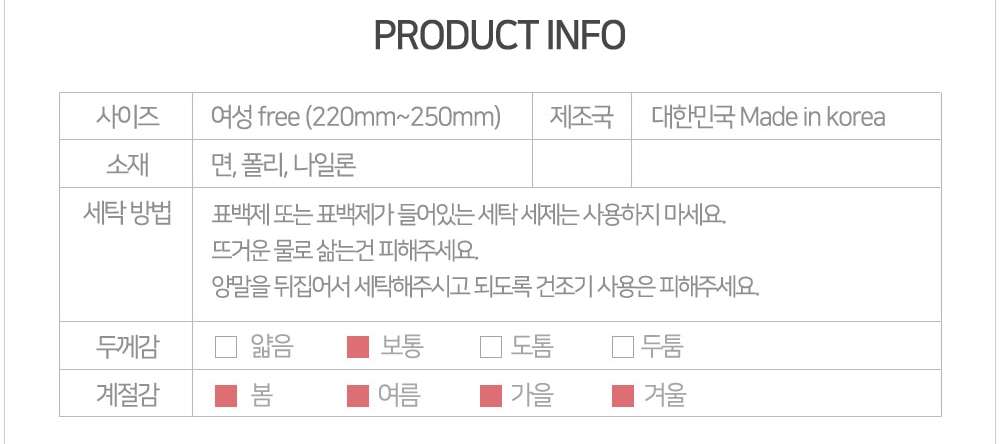 PRODUCT INFO
사이즈 여성 free (220mm~250mm) 제조국 대한민국 Made in korea
소재 면, 폴리, 나일론
세탁 방법 표백제 또는 표백제가 들어있는 세탁 세제는 사용하지 마세요.
뜨거운 물로 삶는건 피해주세요.
양말을 뒤집어서 세탁해주시고 되도록 건조기 사용은 피해주세요.
두께감 얇음 보통 도톰 두툼
계절감 봄 여름 가을 겨울